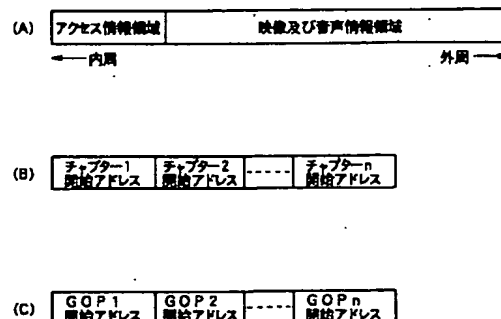 (A) アクセス情報領域 映像及び音声情報領域
内周 外周
(B) チャプター1 チャプター2 チャプターn
開始アドレス 開始アドレス 開始アドレス
(C) GOP1 GOP2 GOPn
開始アドレス 開始アドレス 開始アドレス